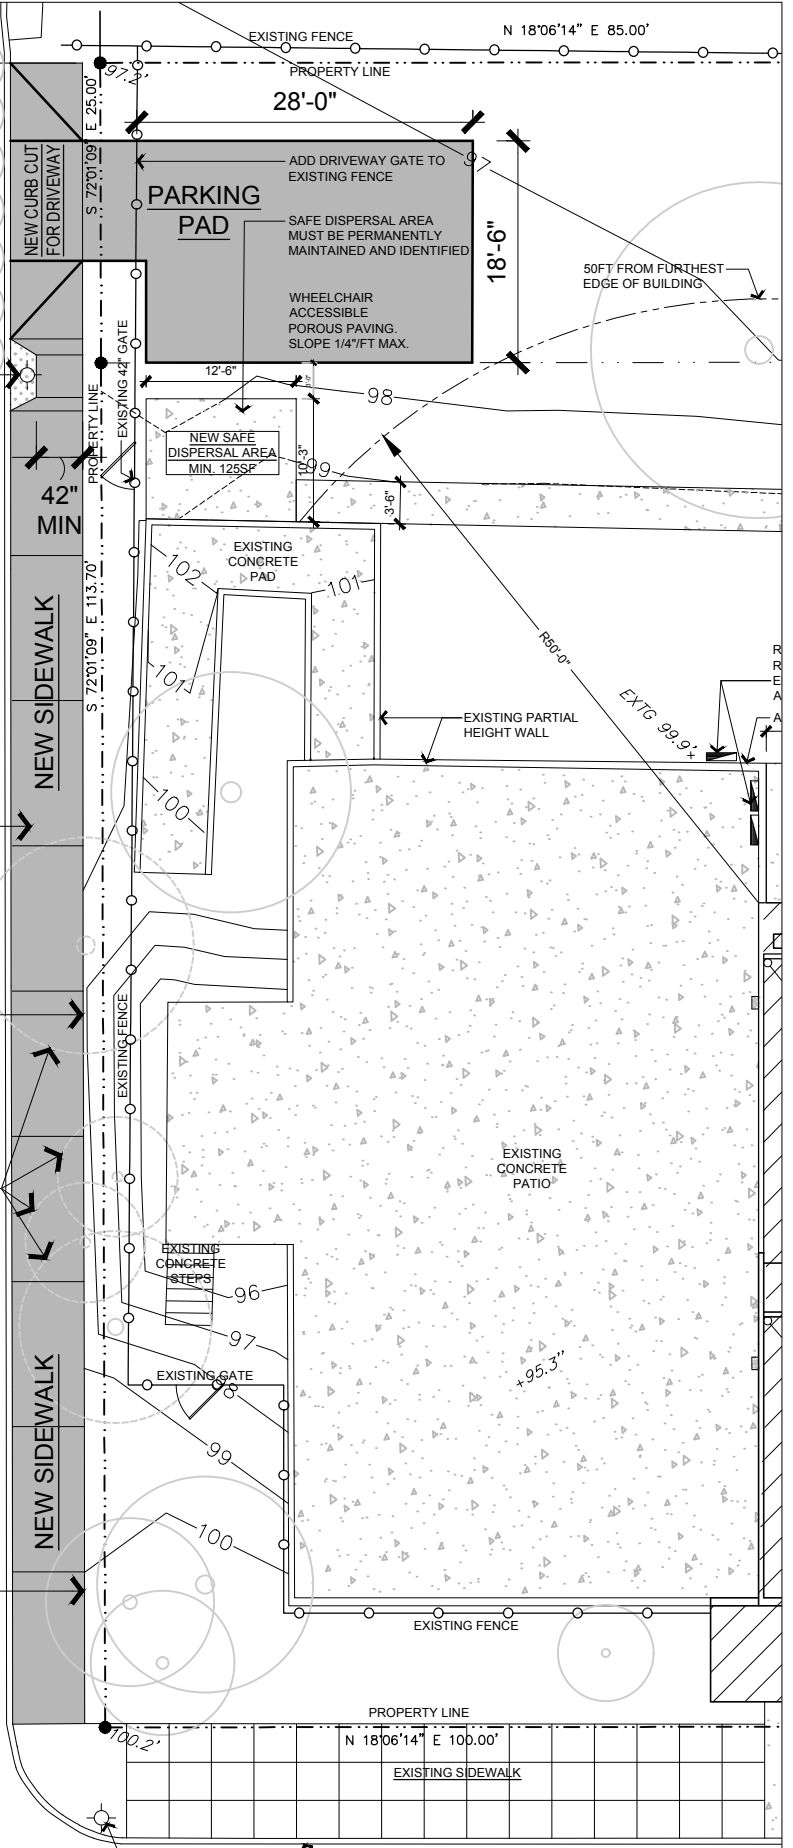 EXISTING FENCE
N 18°06'14" E 85.00'
PROPERTY LINE
97.2'
28'-0"
S 72°01'09" E 25.00'
NEW CURB CUT
FOR DRIVEWAY
ADD DRIVEWAY GATE TO
EXISTING FENCE
97
PARKING
PAD
SAFE DISPERSAL AREA
MUST BE PERMANENTLY
MAINTAINED AND IDENTIFIED
18'-6"
50FT FROM FURTHEST
EDGE OF BUILDING
WHEELCHAIR
ACCESSIBLE
POROUS PAVING.
SLOPE 1/4"/FT MAX.
EXISTING 42" GATE
PROPERTY LINE
12'-6"
98
NEW SAFE
DISPERSAL AREA
MIN. 125SF
10'-3"
99
3'-6"
42"
MIN
EXISTING
CONCRETE
PAD
102
101
S 72°01'09" E 113.70'
NEW SIDEWALK
R50'-0"
101
EXTG 99.9'+
R
R
E
A
A
EXISTING PARTIAL
HEIGHT WALL
100
EXISTING FENCE
EXISTING
CONCRETE
PATIO
EXISTING
CONCRETE
STEPS
96
97
+95.3"
EXISTING GATE
98
99
NEW SIDEWALK
100
EXISTING FENCE
PROPERTY LINE
100.2'
N 18°06'14" E 100.00'
EXISTING SIDEWALK